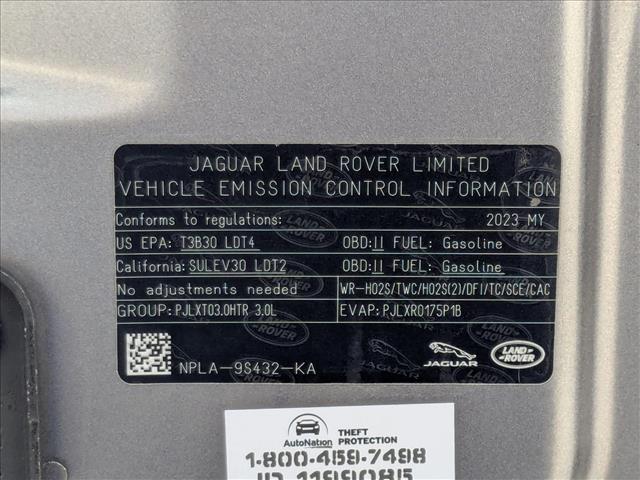 JAGUAR LAND ROVER LIMITED
VEHICLE EMISSION CONTROL INFORMATION
Conforms to regulations: 2023 MY
US EPA: T3B30 LDT4 OBD:II FUEL: Gasoline
California: SULEV30 LDT2 OBD:II FUEL: Gasoline
No adjustments needed WR-HO2S/TWC/HO2S(2)/DFI/TC/SCE/CAC
GROUP: PJLXT03.0HTR 3.0L EVAP: PJLXR0175P1B
NPLA-9S432-KA JAGUAR LAND ROVER
AutoNation THEFT PROTECTION
1-800-459-7498
ID 1199085